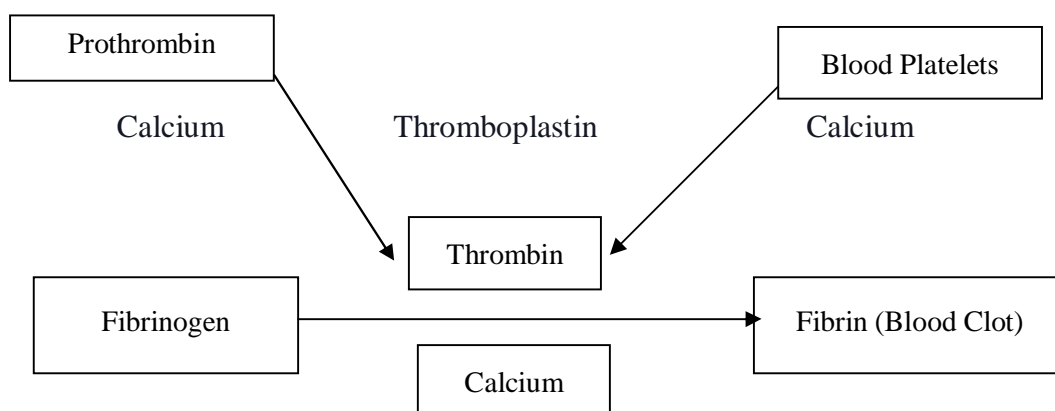 Prothrombin
Blood Platelets
Calcium Thromboplastin Calcium
Thrombin
Fibrinogen
Fibrin (Blood Clot)
Calcium